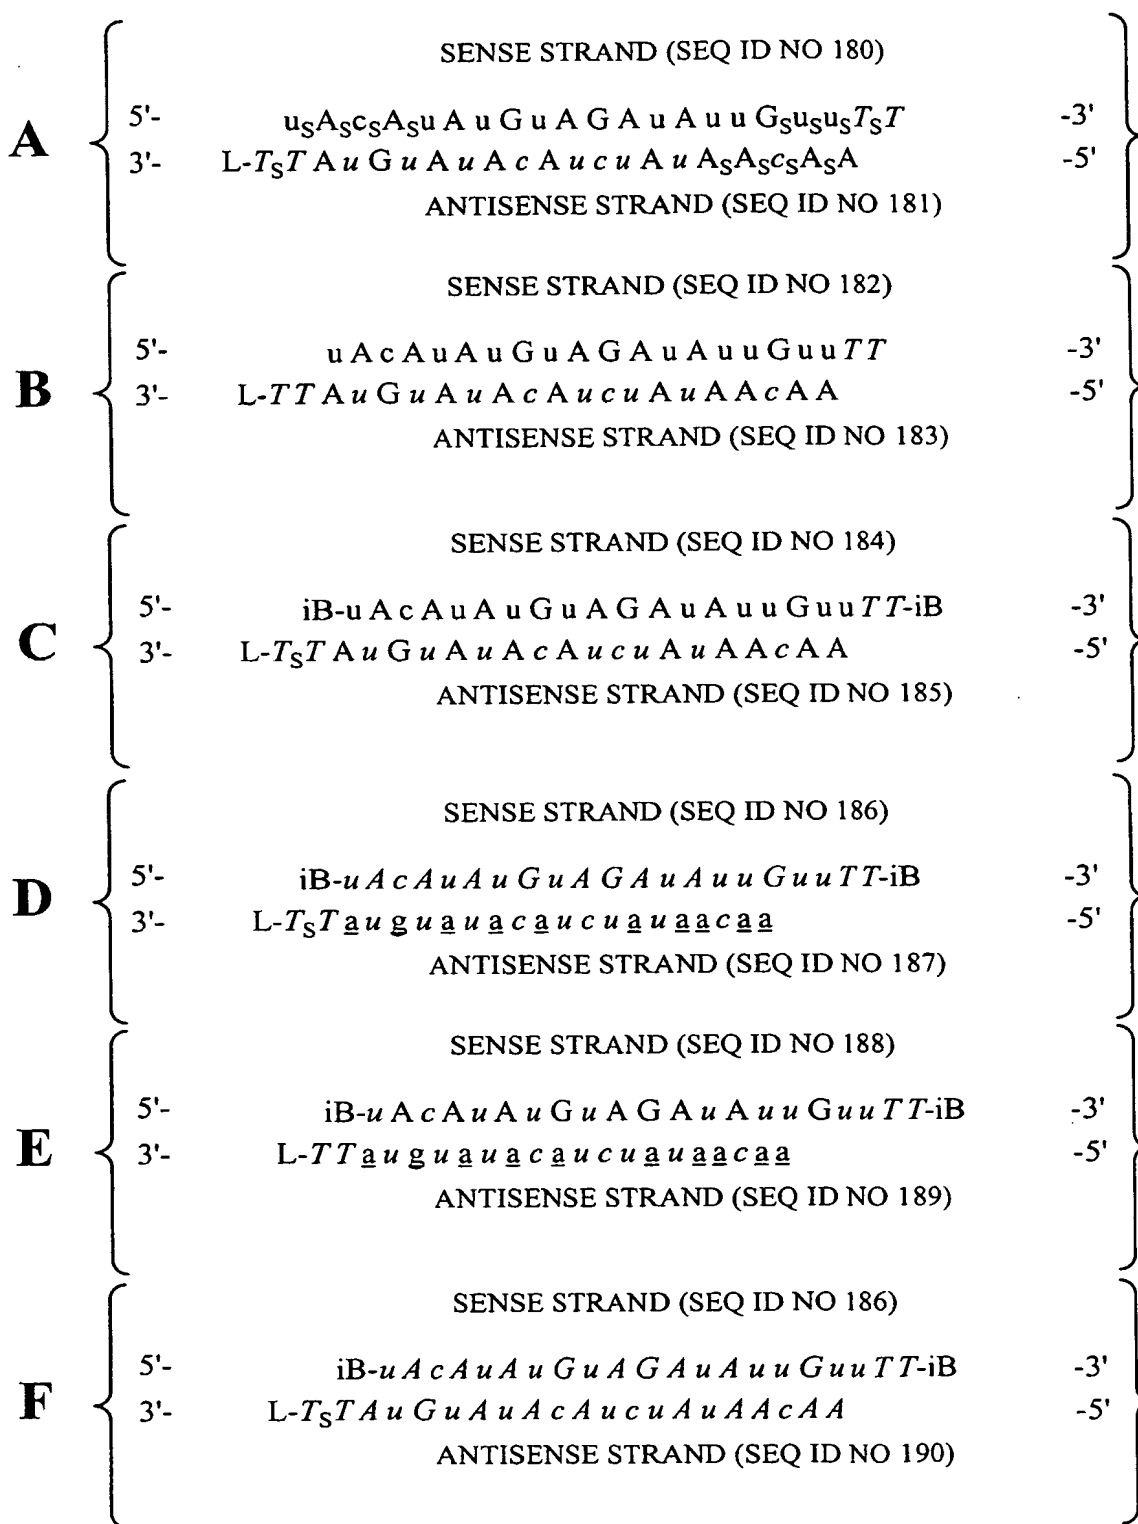 SENSE STRAND (SEQ ID NO 180)
5'- uSAScSASu A u G u A G A u A u u GSuSuSTST -3'
A
3'- L-TST A u G u A u A c A u c u A u ASAScSASA -5'
ANTISENSE STRAND (SEQ ID NO 181)
SENSE STRAND (SEQ ID NO 182)
5'- u A c A u A u G u A G A u A u u G u u T T -3'
B
3'- L-T T A u G u A u A c A u c u A u A A c A A -5'
ANTISENSE STRAND (SEQ ID NO 183)
SENSE STRAND (SEQ ID NO 184)
5'- iB-u A c A u A u G u A G A u A u u G u u T T-iB -3'
C
3'- L-TST A u G u A u A c A u c u A u A A c A A -5'
ANTISENSE STRAND (SEQ ID NO 185)
SENSE STRAND (SEQ ID NO 186)
5'- iB-u A c A u A u G u A G A u A u u G u u T T-iB -3'
D
3'- L-TST a u g u a u a c a u c u a u a a c a a -5'
ANTISENSE STRAND (SEQ ID NO 187)
SENSE STRAND (SEQ ID NO 188)
5'- iB-u A c A u A u G u A G A u A u u G u u T T-iB -3'
E
3'- L-T T a u g u a u a c a u c u a u a a c a a -5'
ANTISENSE STRAND (SEQ ID NO 189)
SENSE STRAND (SEQ ID NO 186)
5'- iB-u A c A u A u G u A G A u A u u G u u T T-iB -3'
F
3'- L-TST A u G u A u A c A u c u A u A A c A A -5'
ANTISENSE STRAND (SEQ ID NO 190)